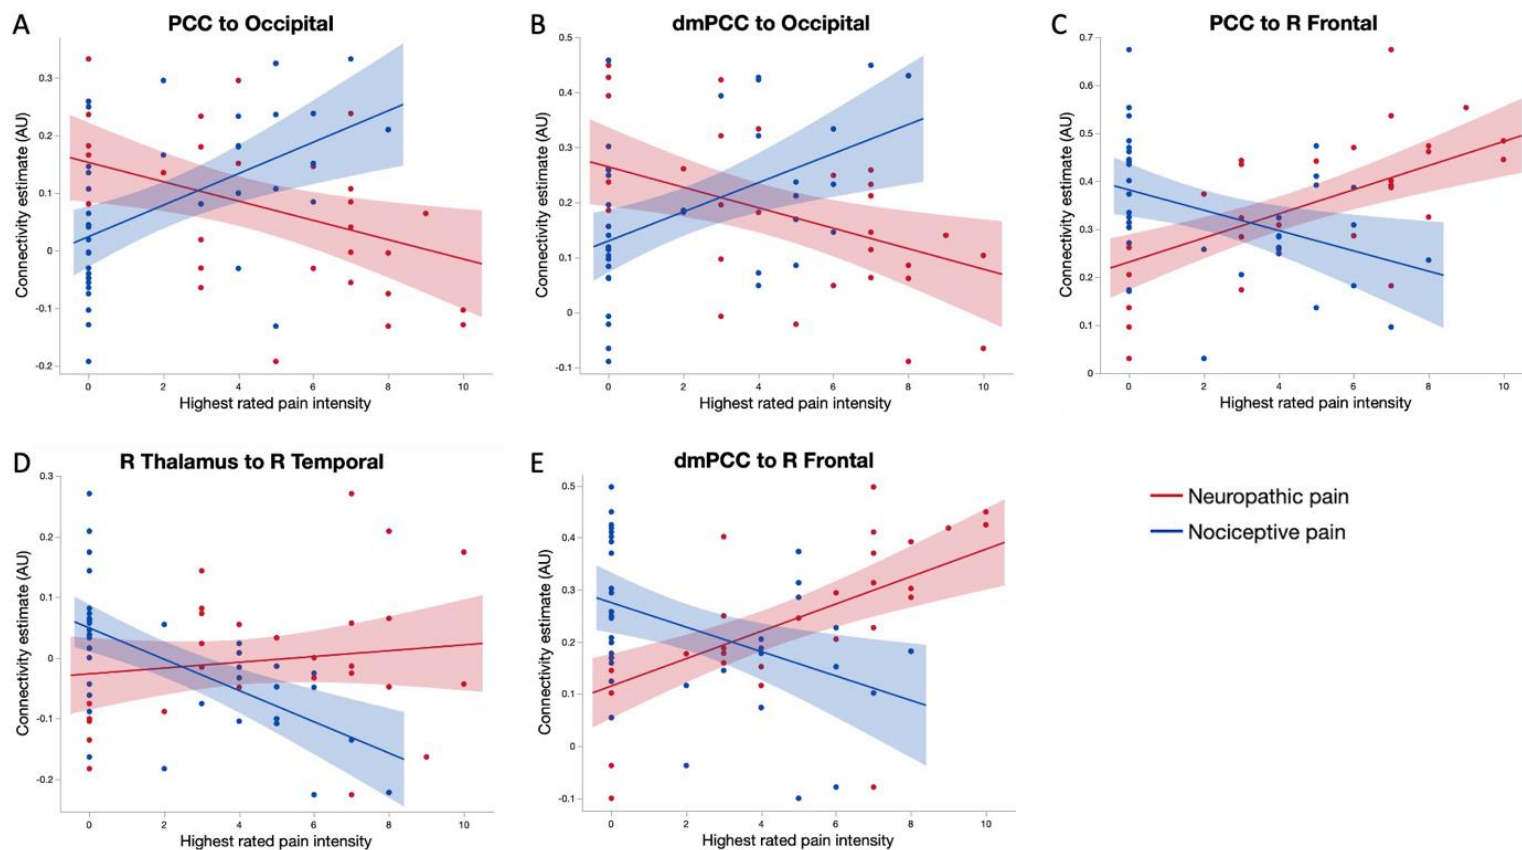 A
PCC to Occipital
Connectivity estimate (AU)
0.3
0.2
0.1
0
-0.1
-0.2
0
2
4
6
8
10
Highest rated pain intensity
B
dmPCC to Occipital
Connectivity estimate (AU)
0.5
0.4
0.3
0.2
0.1
0
-0.1
0
2
4
6
8
10
Highest rated pain intensity
C
PCC to R Frontal
Connectivity estimate (AU)
0.7
0.5
0.4
0.3
0.2
0.1
0
0
2
4
6
8
10
Highest rated pain intensity
D
R Thalamus to R Temporal
Connectivity estimate (AU)
0.3
0.2
0.1
0
-0.1
-0.2
0
2
4
6
8
10
Highest rated pain intensity
E
dmPCC to R Frontal
Connectivity estimate (AU)
0.5
0.4
0.3
0.2
0.1
0
-0.1
0
2
4
6
8
10
Highest rated pain intensity
Neuropathic pain
Nociceptive pain